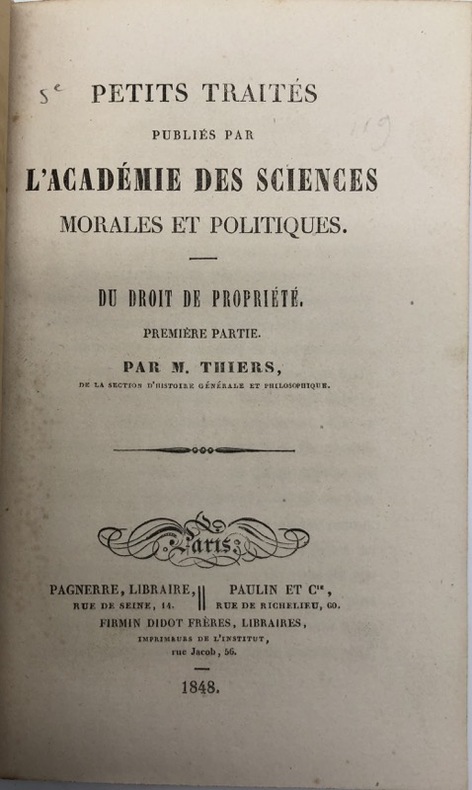 5e PETITS TRAITÉS
119
PUBLIÉS PAR
L'ACADÉMIE DES SCIENCES
MORALES ET POLITIQUES.
DU DROIT DE PROPRIÉTÉ.
PREMIÈRE PARTIE.
PAR M. THIERS,
DE LA SECTION D'HISTOIRE GÉNÉRALE ET PHILOSOPHIQUE.
Paris:
PAGNERRE, LIBRAIRE, PAULIN ET Cie,
RUE DE SEINE, 14. RUE DE RICHELIEU, 60.
FIRMIN DIDOT FRÈRES, LIBRAIRES,
IMPRIMEURS DE L'INSTITUT,
rue Jacob, 56.
1848.